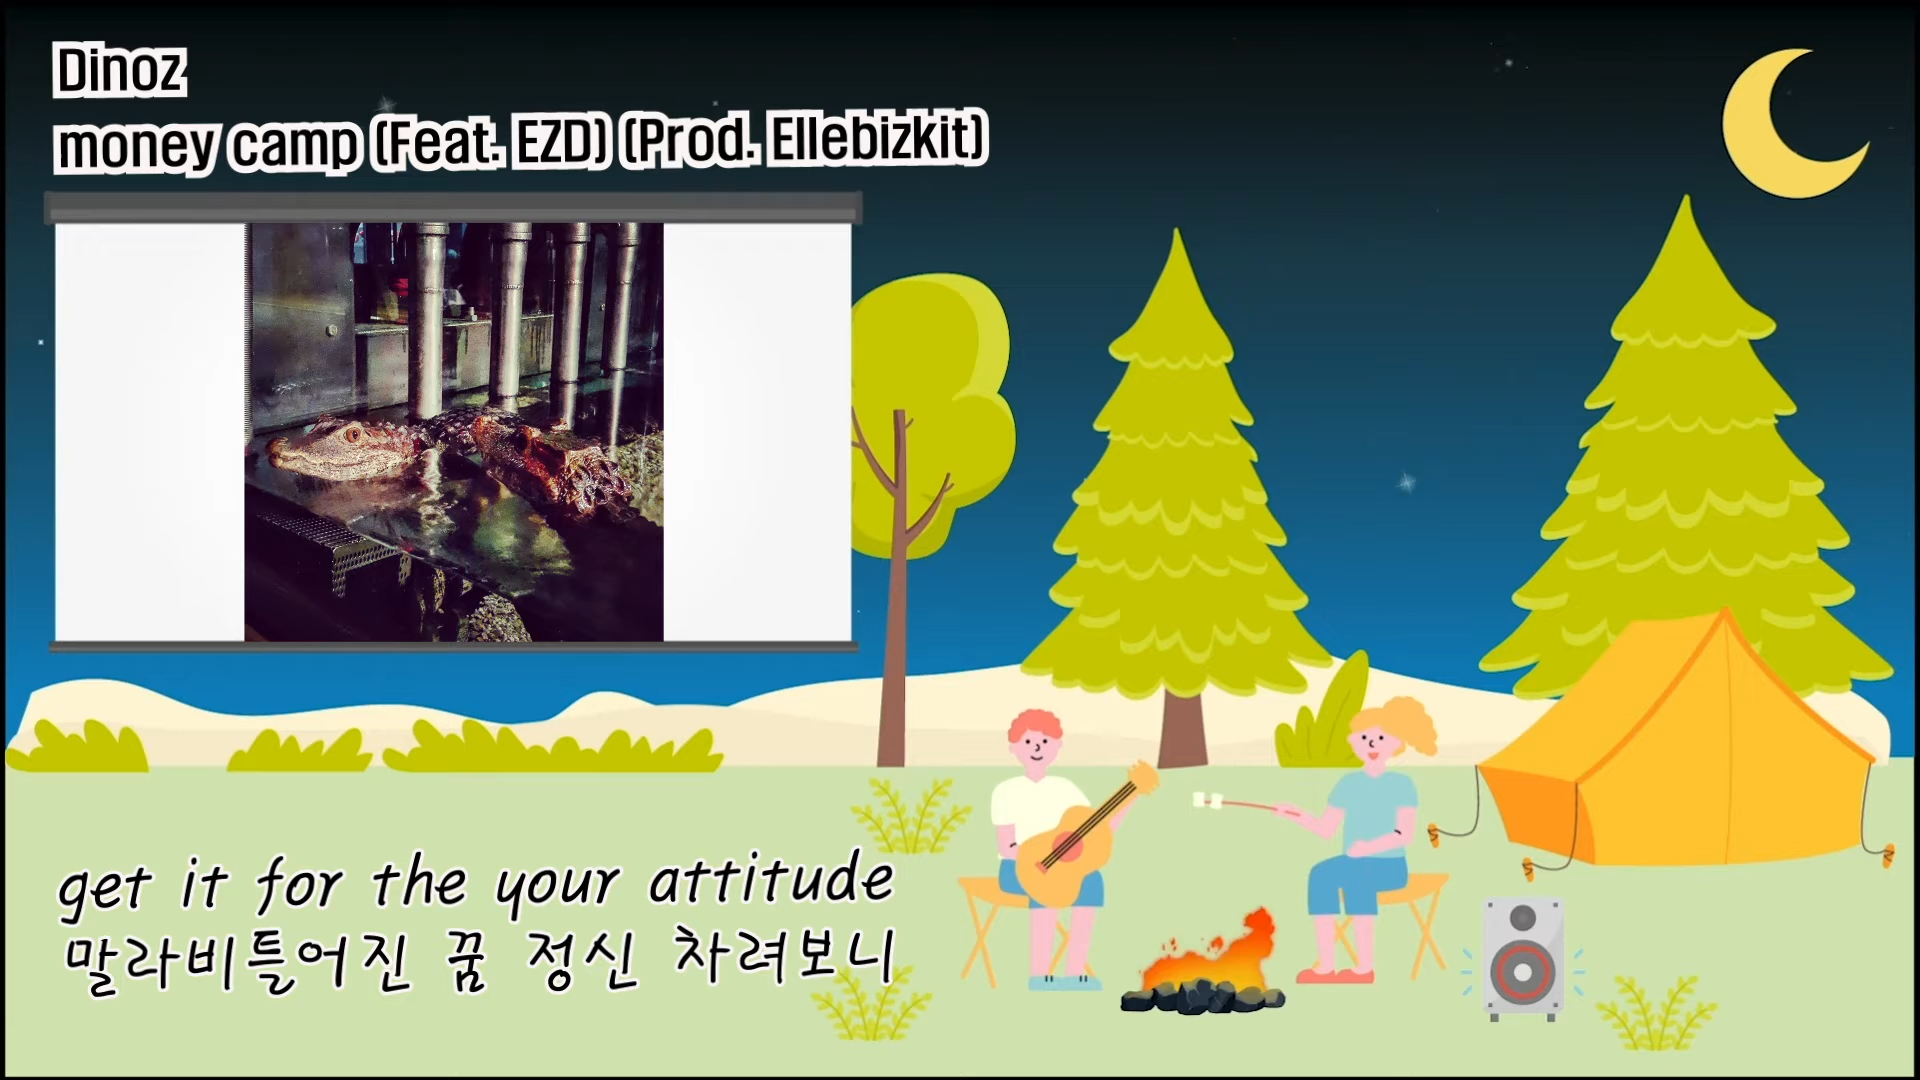 Dinoz
money camp (Feat. EZD) (Prod. Ellebizkit)
get it for the your attitude
말라비틀어진 꿈 정신 차려보니